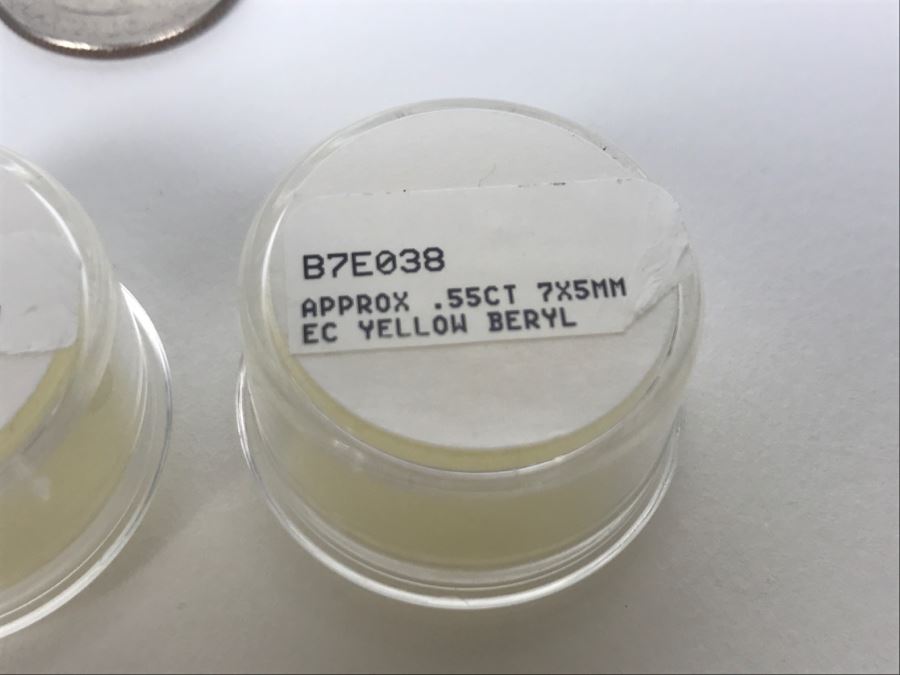 B7E038
APPROX .55CT 7X5MM
EC YELLOW BERYL